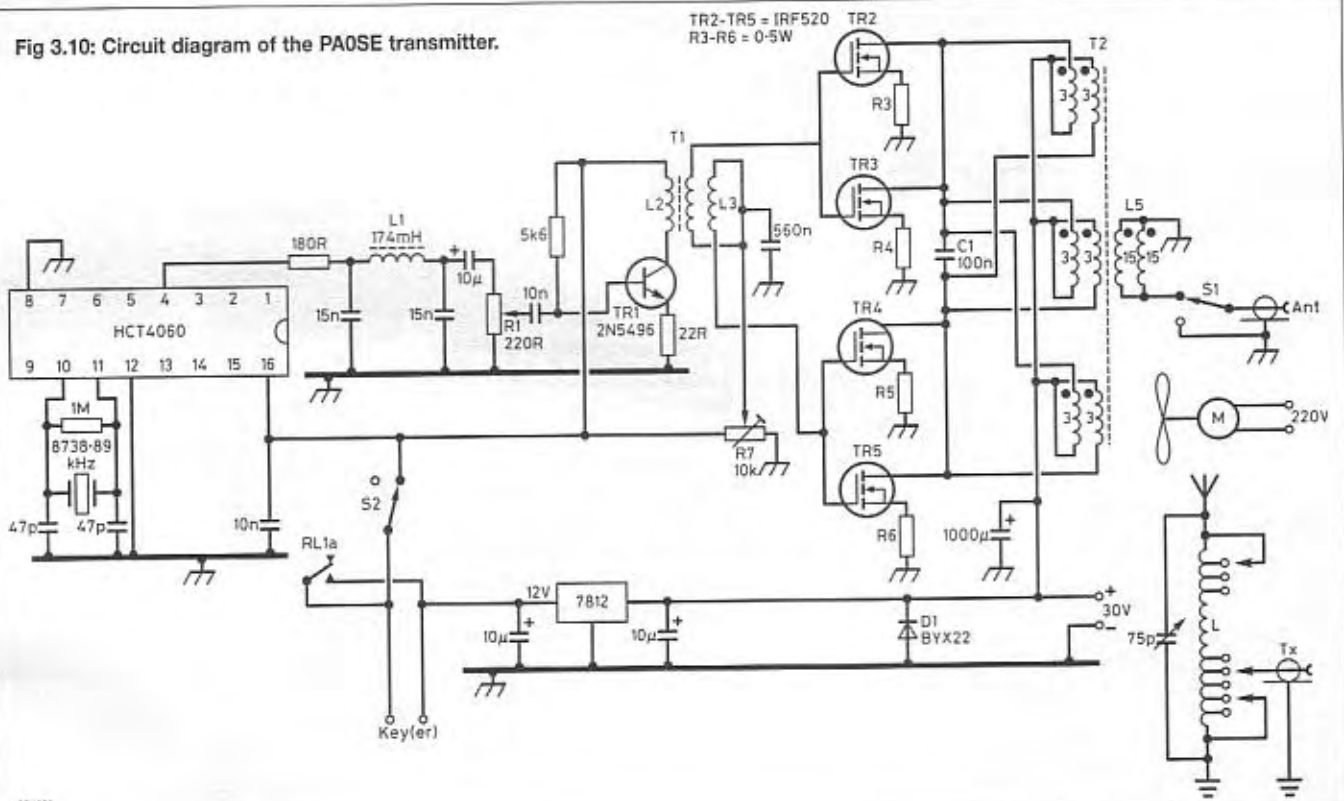 Fig 3.10: Circuit diagram of the PA0SE transmitter.
TR2-TR5 = IRF520
R3-R6 = 0·5W
TR2
T2
R3
3
3
T1
TR3
L2
L3
5k6
560n
R4
C1
100n
3
3
L5
15
15
S1
Ant
L1
174mH
180R
+
10μ
10n
15n
15n
R1
220R
TR1
2N5496
22R
TR4
R5
3
3
M
220V
8 7 6 5 4 3 2 1
HCT4060
9 10 11 12 13 14 15 16
1M
8738·89
kHz
47p
47p
10n
R7
10k
TR5
R6
1000μ
+
S2
RL1a
12V
7812
+
10μ
+
10μ
D1
BYX22
+
30V
-
75p
L
Tx
Key(er)